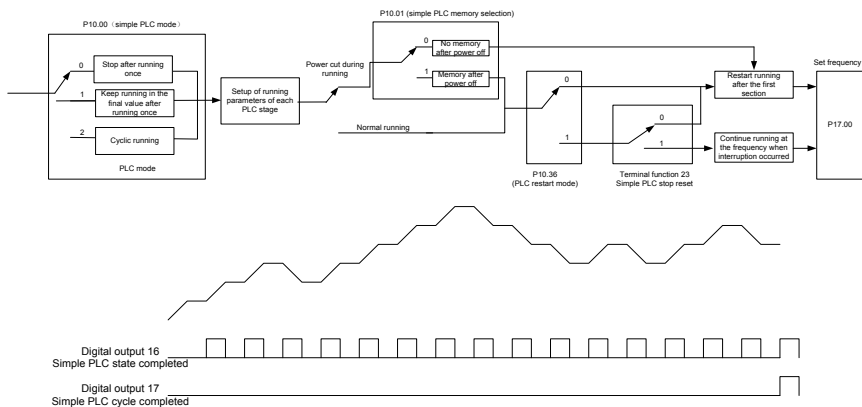 P10.00（simple PLC mode)
0
Stop after running
once
1
Keep running in the
final value after
running once
2
Cyclic running
PLC mode
Setup of running
parameters of each
PLC stage
Power cut during
running
Normal running
P10.01 (simple PLC memory selection)
0
No memory
after power off
1
Memory after
power off
0
1
P10.36
(PLC restart mode)
0
1
Terminal function 23
Simple PLC stop reset
Restart running
after the first
section
Continue running at
the frequency when
interruption occurred
Set frequency
P17.00
Digital output 16
Simple PLC state completed
Digital output 17
Simple PLC cycle completed